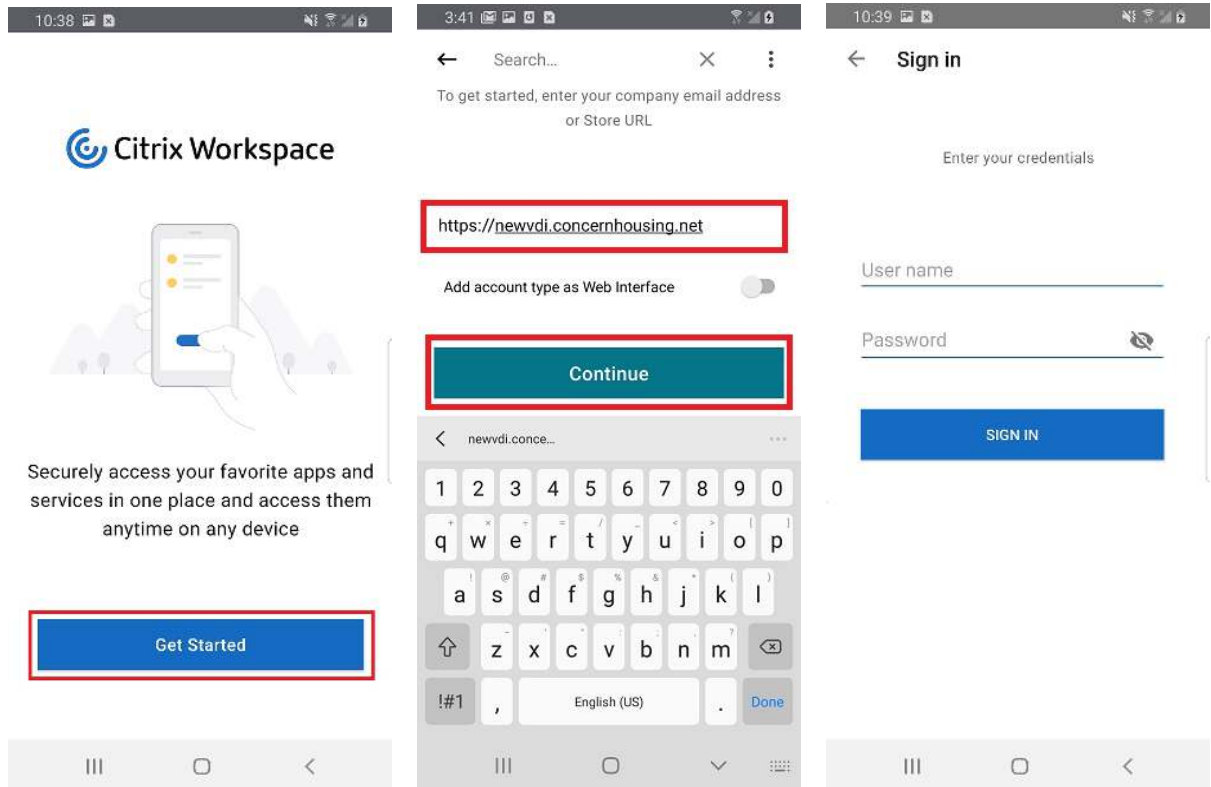 10:38
Citrix Workspace
Securely access your favorite apps and
services in one place and access them
anytime on any device
Get Started
3:41
Search...
To get started, enter your company email address
or Store URL
https://newvdi.concernhousing.net
Add account type as Web Interface
Continue
newvdi.conce...
1 2 3 4 5 6 7 8 9 0
q w e r t y u i o p
a s d f g h j k l
z x c v b n m
!#1 , English (US) . Done
10:39
Sign in
Enter your credentials
User name
Password
SIGN IN